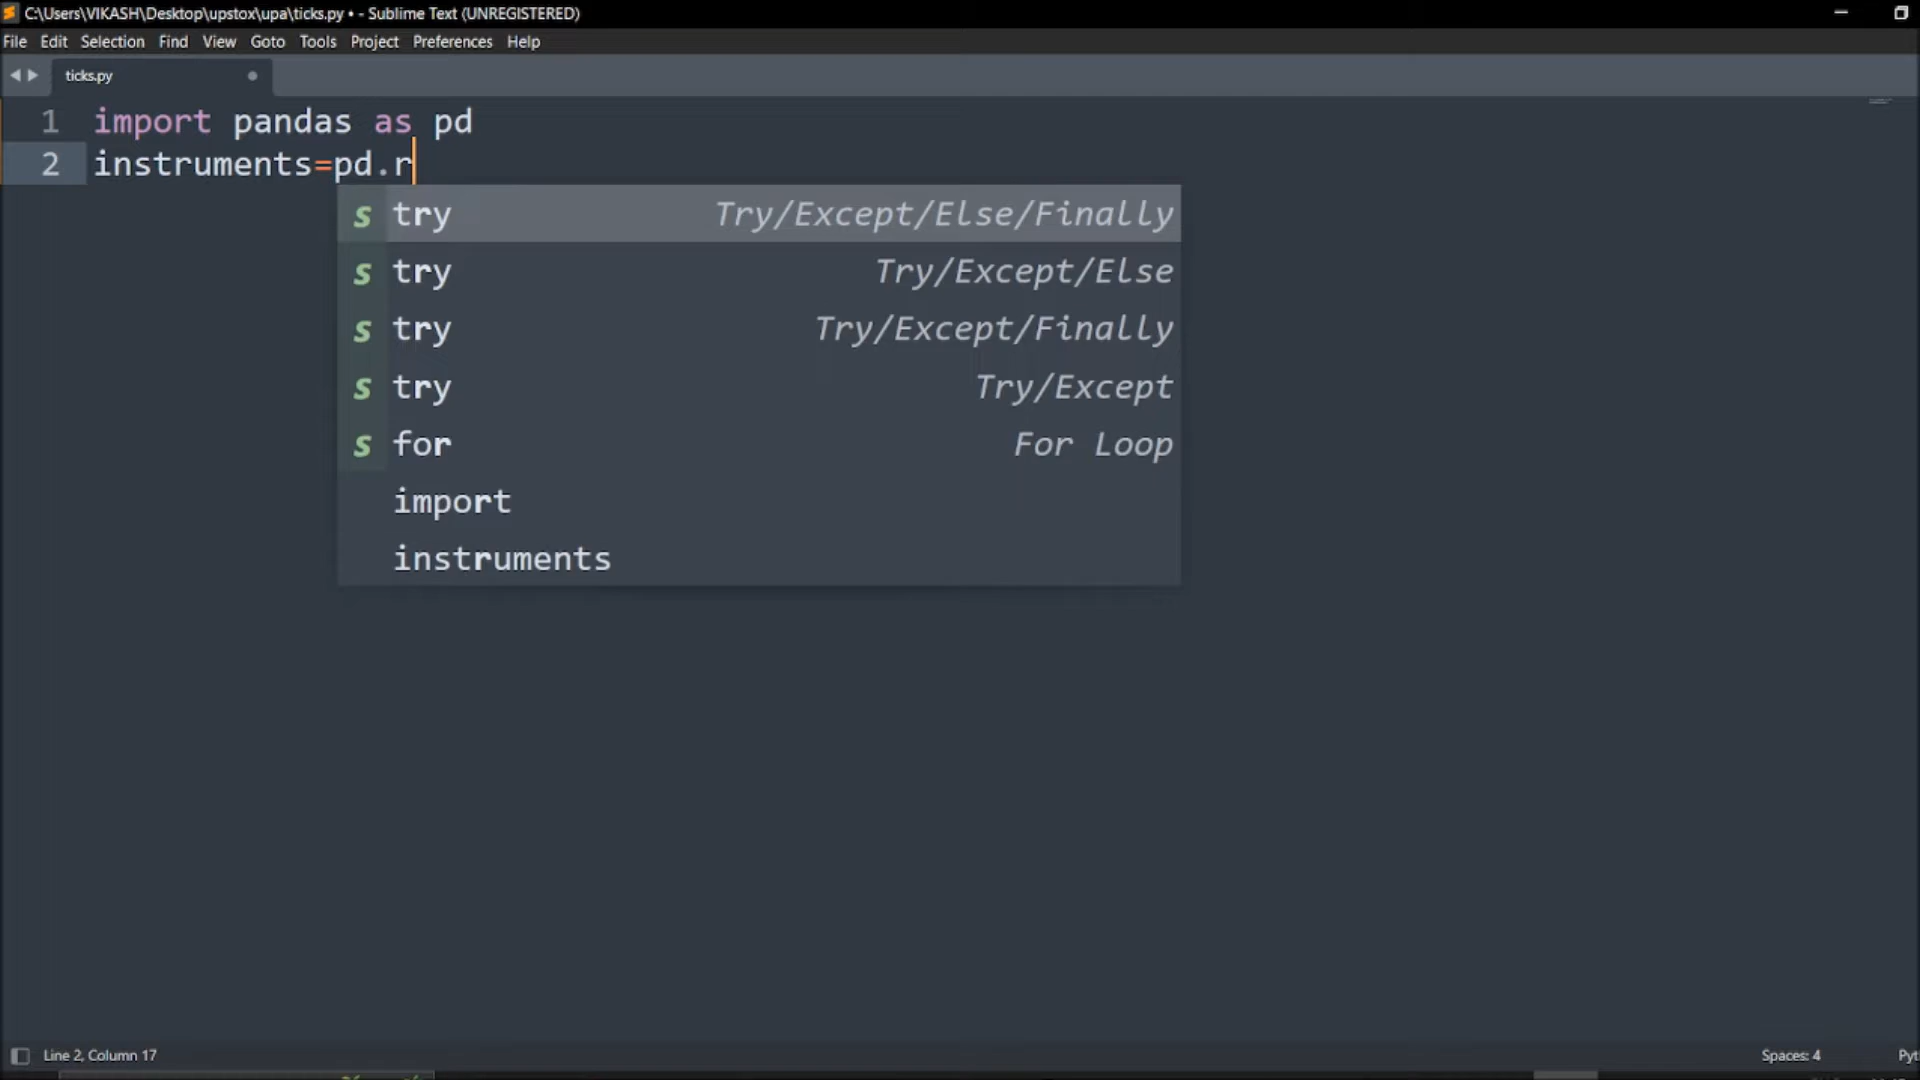 C:\Users\VIKASH\Desktop\upstox\upa\ticks.py • - Sublime Text (UNREGISTERED)
File Edit Selection Find View Goto Tools Project Preferences Help
ticks.py
1 import pandas as pd
2 instruments=pd.r
s try Try/Except/Else/Finally
s try Try/Except/Else
s try Try/Except/Finally
s try Try/Except
s for For Loop
import
instruments
Line 2, Column 17 Spaces: 4